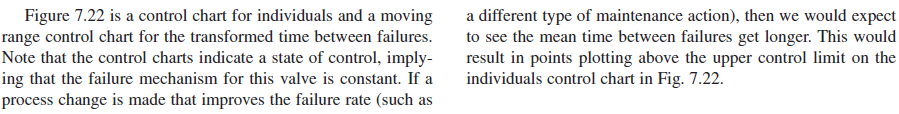 Figure 7.22 is a control chart for individuals and a moving
range control chart for the transformed time between failures.
Note that the control charts indicate a state of control, imply-
ing that the failure mechanism for this valve is constant. If a
process change is made that improves the failure rate (such as
a different type of maintenance action), then we would expect
to see the mean time between failures get longer. This would
result in points plotting above the upper control limit on the
individuals control chart in Fig. 7.22.